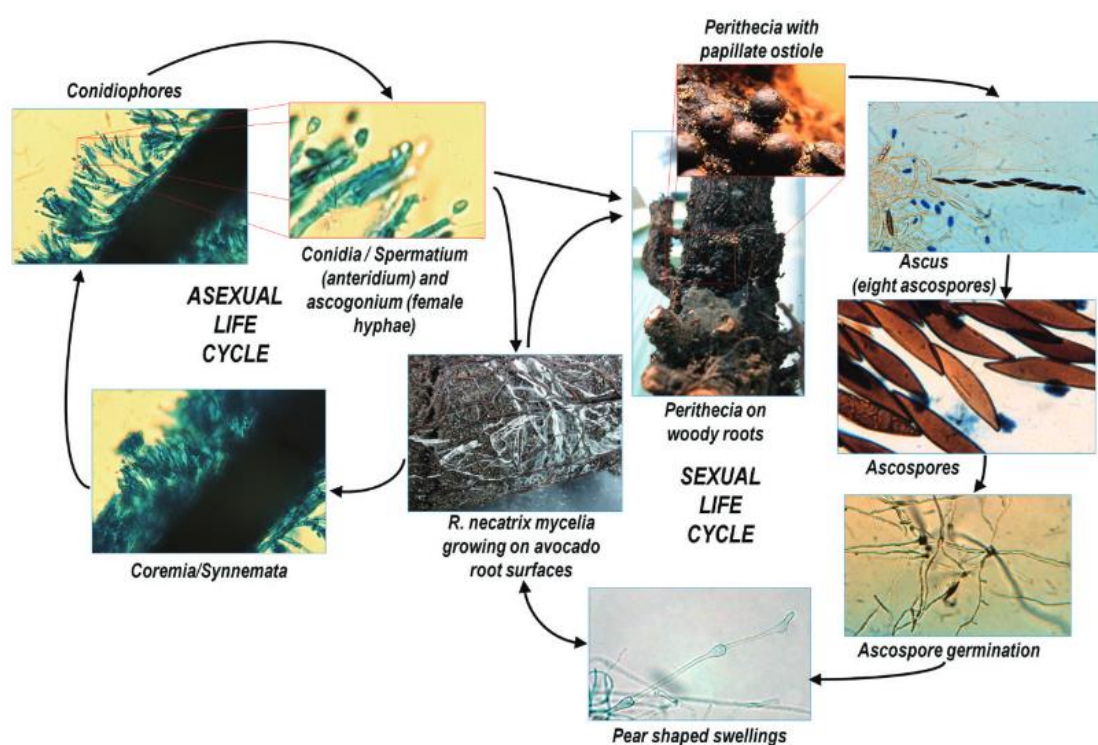 Perithecia with
papillate ostiole
Conidiophores
Conidia / Spermatium
(anteridium) and
ascogonium (female
hyphae)
ASEXUAL
LIFE
CYCLE
Ascus
(eight ascospores)
Perithecia on
woody roots
Ascospores
SEXUAL
LIFE
CYCLE
Coremia/Synnemata
R. necatrix mycelia
growing on avocado
root surfaces
Ascospore germination
Pear shaped swellings